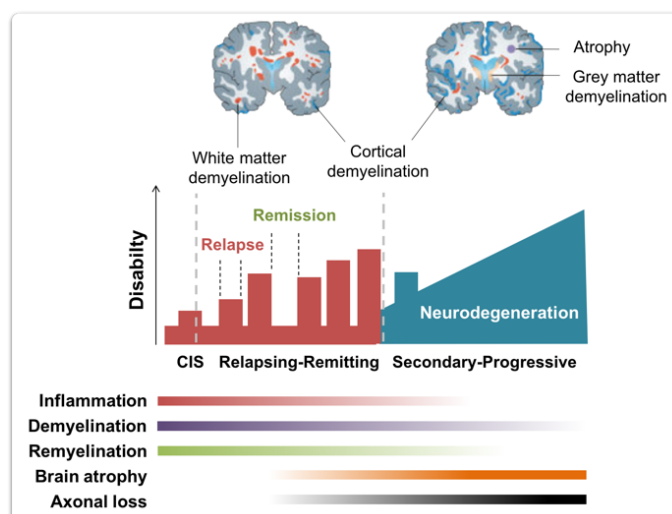 Atrophy
Grey matter
demyelination
White matter
demyelination
Cortical
demyelination
Disabilty
Remission
Relapse
Neurodegeneration
CIS
Relapsing-Remitting
Secondary-Progressive
Inflammation
Demyelination
Remyelination
Brain atrophy
Axonal loss